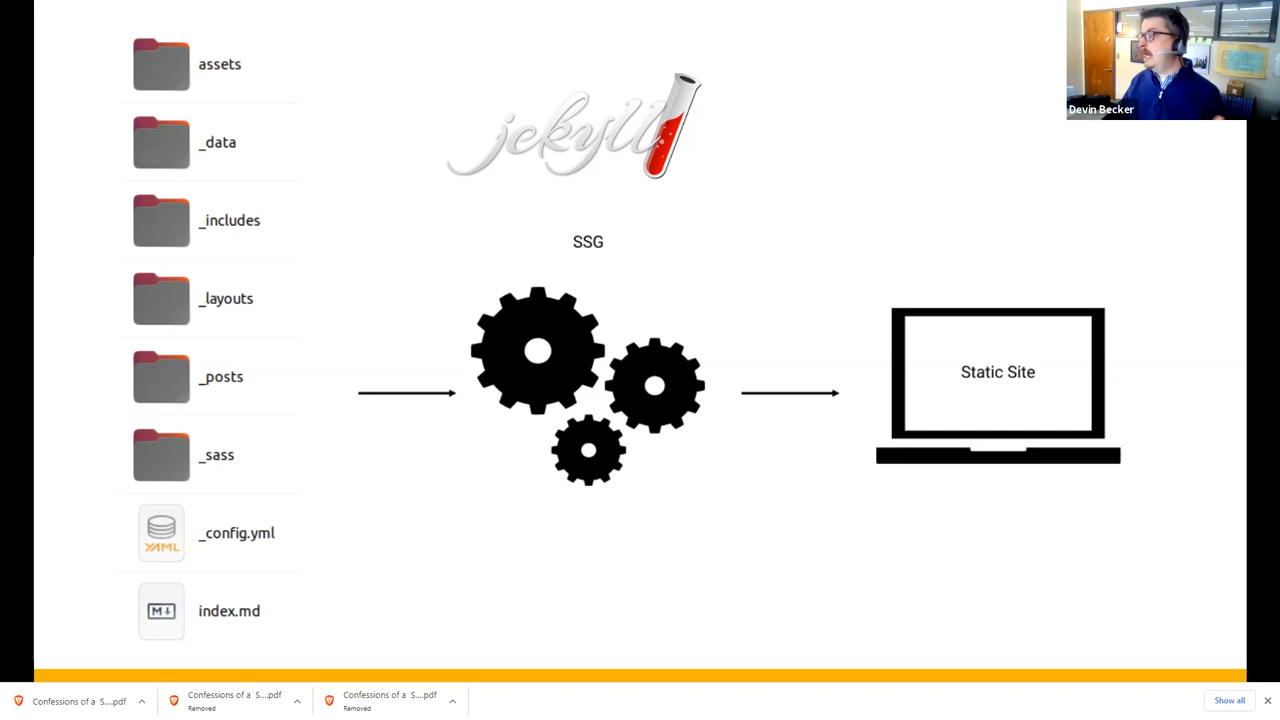 assets
_data
_includes
_layouts
_posts
_sass
YAML
_config.yml
M
index.md
jekyll
SSG
Static Site
Devin Becker
Confessions of a S....pdf
Confessions of a S....pdf
Removed
Confessions of a S....pdf
Removed
Show all